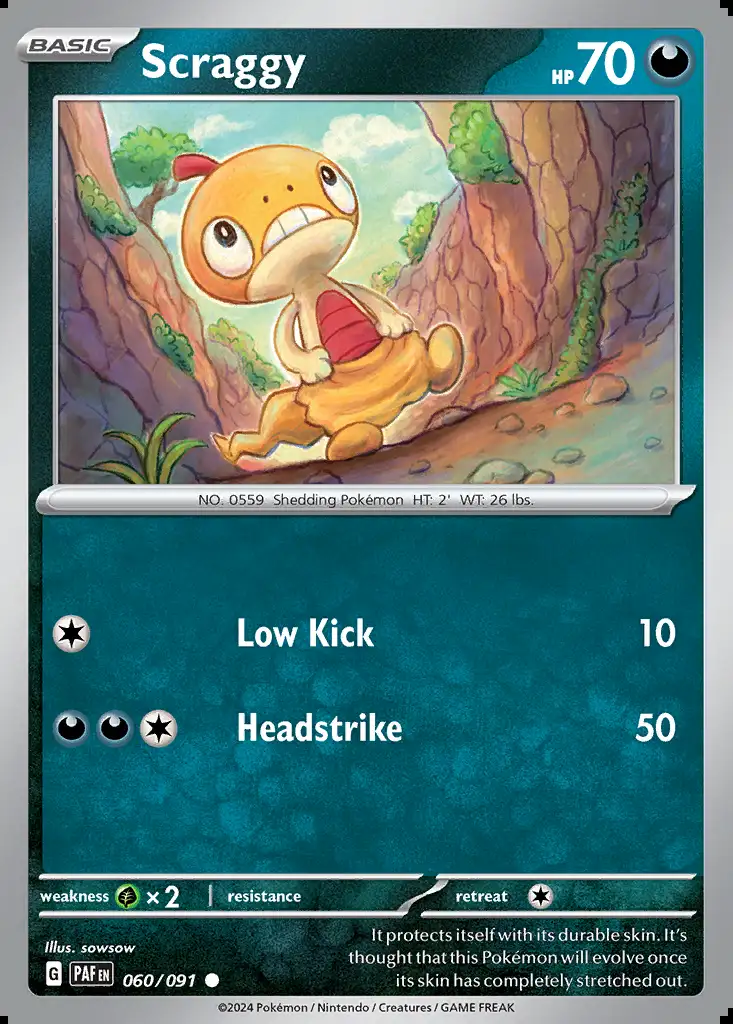 BASIC
Scraggy
HP 70
NO. 0559 Shedding Pokémon HT: 2' WT: 26 lbs.
Low Kick 10
Headstrike 50
weakness ×2 resistance retreat
Illus. sowsow
It protects itself with its durable skin. It's
thought that this Pokémon will evolve once
its skin has completely stretched out.
G PAF EN 060/091
©2024 Pokémon / Nintendo / Creatures / GAME FREAK